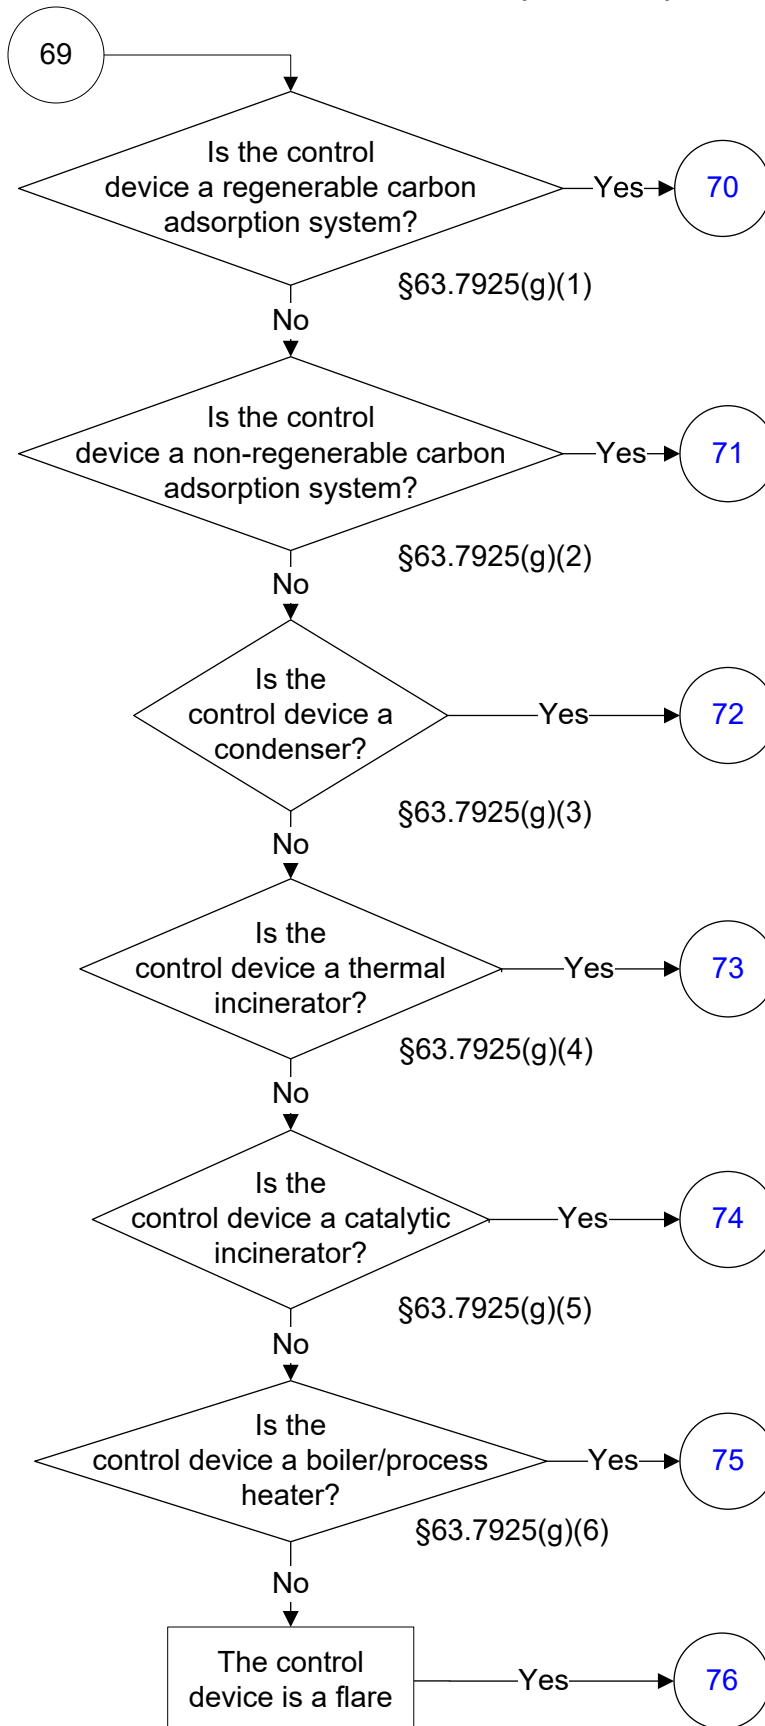 69
Is the control
device a regenerable carbon
adsorption system?
Yes
70
§63.7925(g)(1)
No
Is the control
device a non-regenerable carbon
adsorption system?
Yes
71
§63.7925(g)(2)
No
Is the
control device a
condenser?
Yes
72
§63.7925(g)(3)
No
Is the
control device a thermal
incinerator?
Yes
73
§63.7925(g)(4)
No
Is the
control device a catalytic
incinerator?
Yes
74
§63.7925(g)(5)
No
Is the
control device a boiler/process
heater?
Yes
75
§63.7925(g)(6)
No
The control
device is a flare
Yes
76